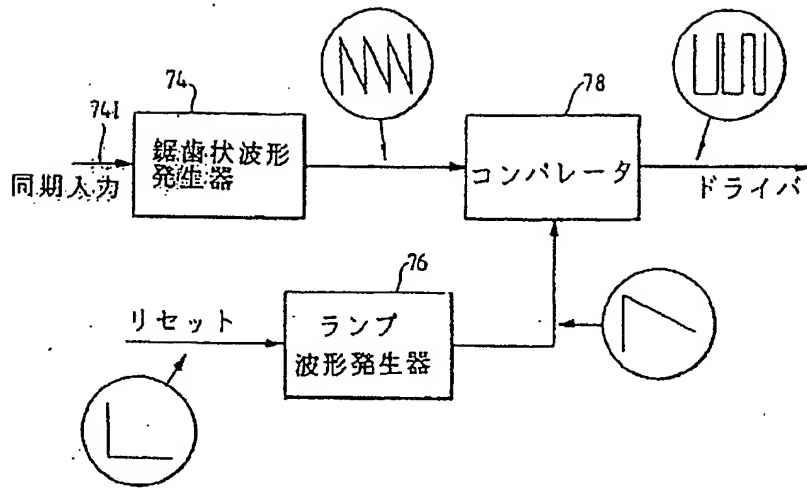 74
74I
鋸歯状波形
発生器
同期入力
78
コンパレータ
ドライバ
76
リセット
ランプ
波形発生器